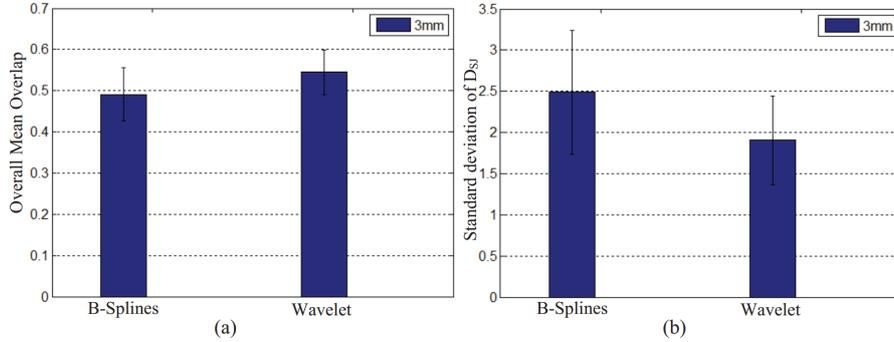 Overall Mean Overlap
0.7
0.6
0.5
0.4
0.3
0.2
0.1
0
3mm
B-Splines
Wavelet
(a)
Standard deviation of D_SJ
3.5
3
2.5
2
1.5
1
0.5
0
3mm
B-Splines
Wavelet
(b)